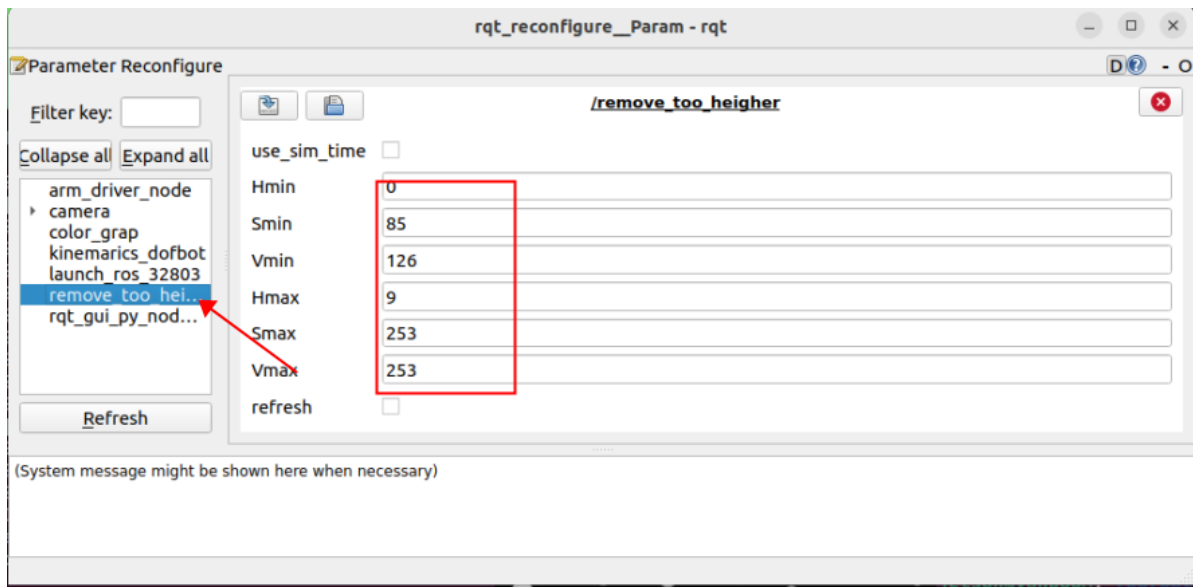 rqt_reconfigure__Param - rqt
Parameter Reconfigure
D - O
Filter key:
Collapse all Expand all
arm_driver_node
camera
color_grap
kinemarics_dofbot
launch_ros_32803
remove_too_hei...
rqt_gui_py_nod...
Refresh
/remove_too_heigher
use_sim_time
Hmin 0
Smin 85
Vmin 126
Hmax 9
Smax 253
Vmax 253
refresh
(System message might be shown here when necessary)